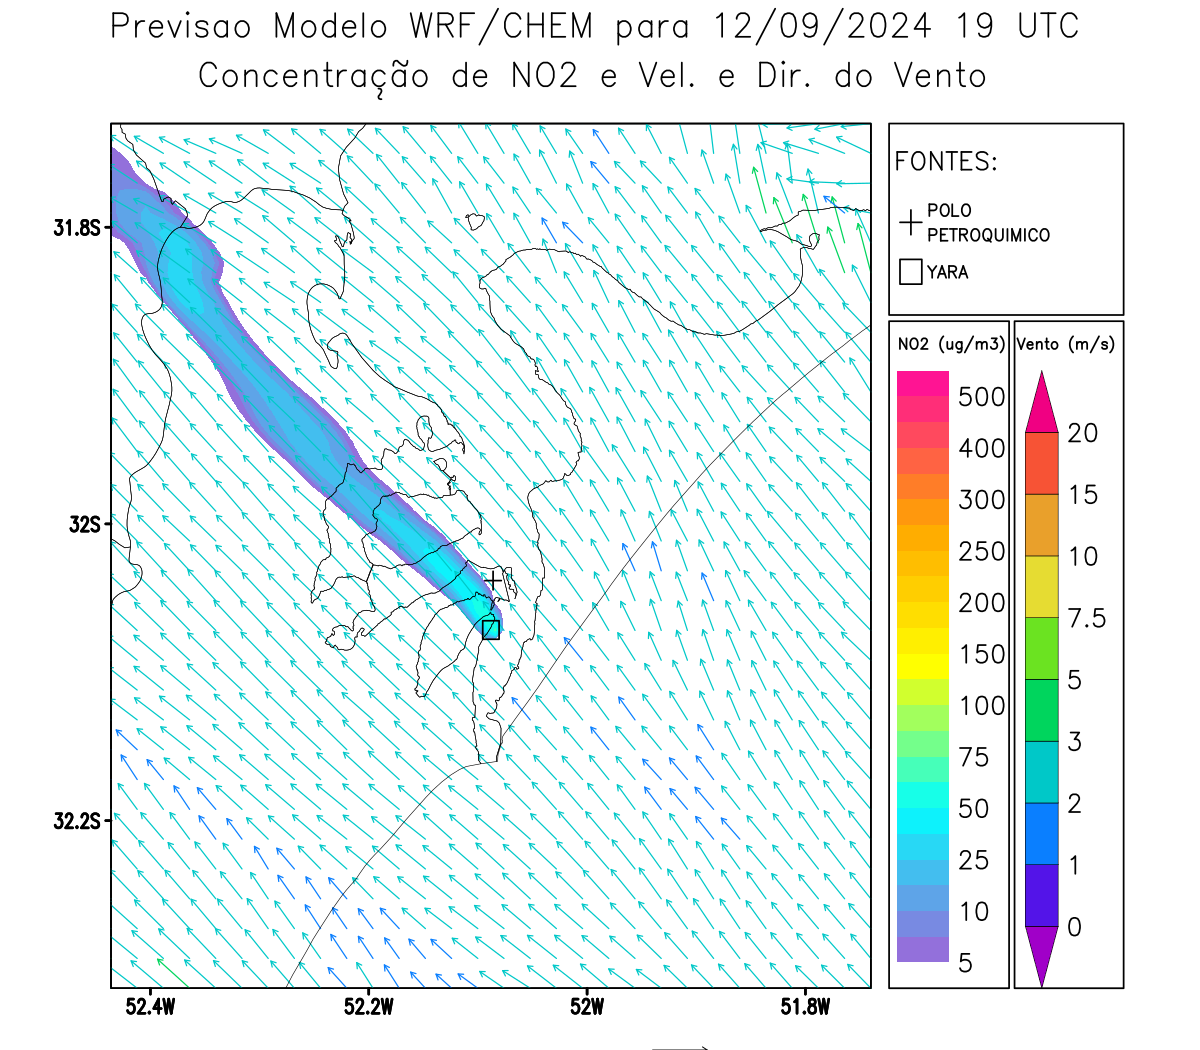 Previsao Modelo WRF/CHEM para 12/09/2024 19 UTC
Concentração de NO2 e Vel. e Dir. do Vento
FONTES:
POLO
PETROQUIMICO
YARA
NO2 (ug/m3)
500
400
300
250
200
150
100
75
50
25
10
5
Vento (m/s)
20
15
10
7.5
5
3
2
1
0
31.8S
32S
32.2S
52.4W
52.2W
52W
51.8W